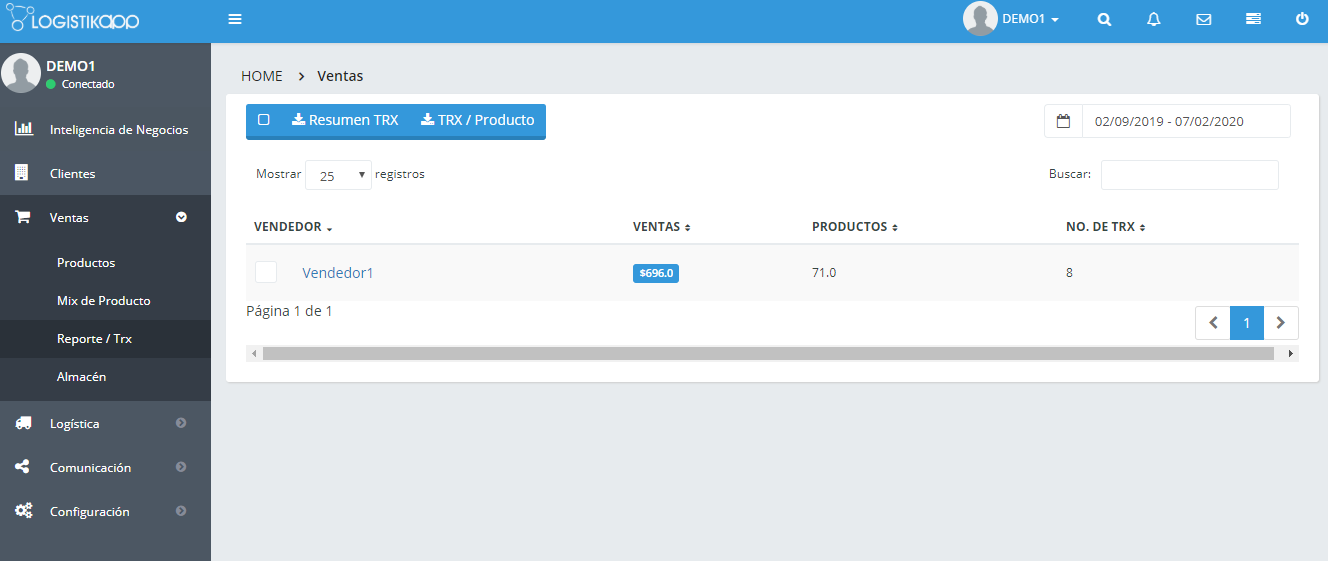 LOGISTIKAPP
DEMO1
DEMO1
Conectado
Inteligencia de Negocios
Clientes
Ventas
Productos
Mix de Producto
Reporte / Trx
Almacén
Logística
Comunicación
Configuración
HOME > Ventas
Resumen TRX TRX / Producto
02/09/2019 - 07/02/2020
Mostrar 25 registros
Buscar:
VENDEDOR VENTAS PRODUCTOS NO. DE TRX
Vendedor1 $696.0 71.0 8
Página 1 de 1
1